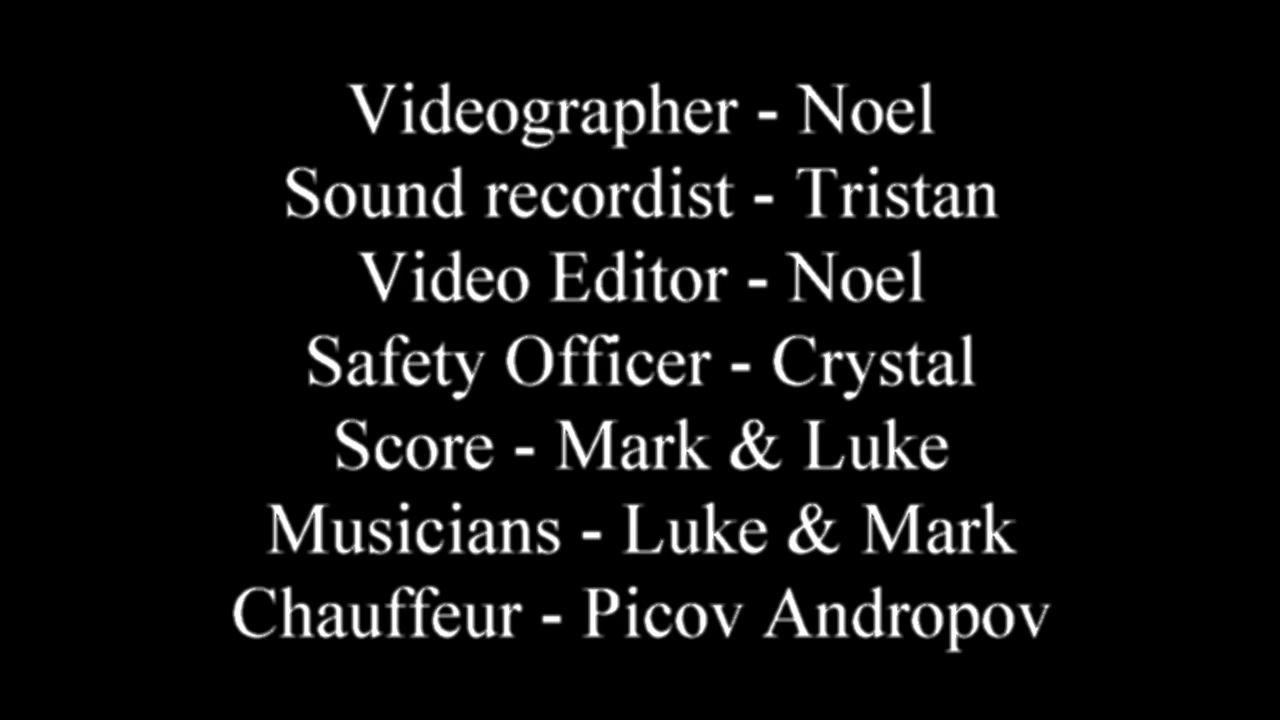 Videographer - Noel
Sound recordist - Tristan
Video Editor - Noel
Safety Officer - Crystal
Score - Mark & Luke
Musicians - Luke & Mark
Chauffeur - Picov Andropov